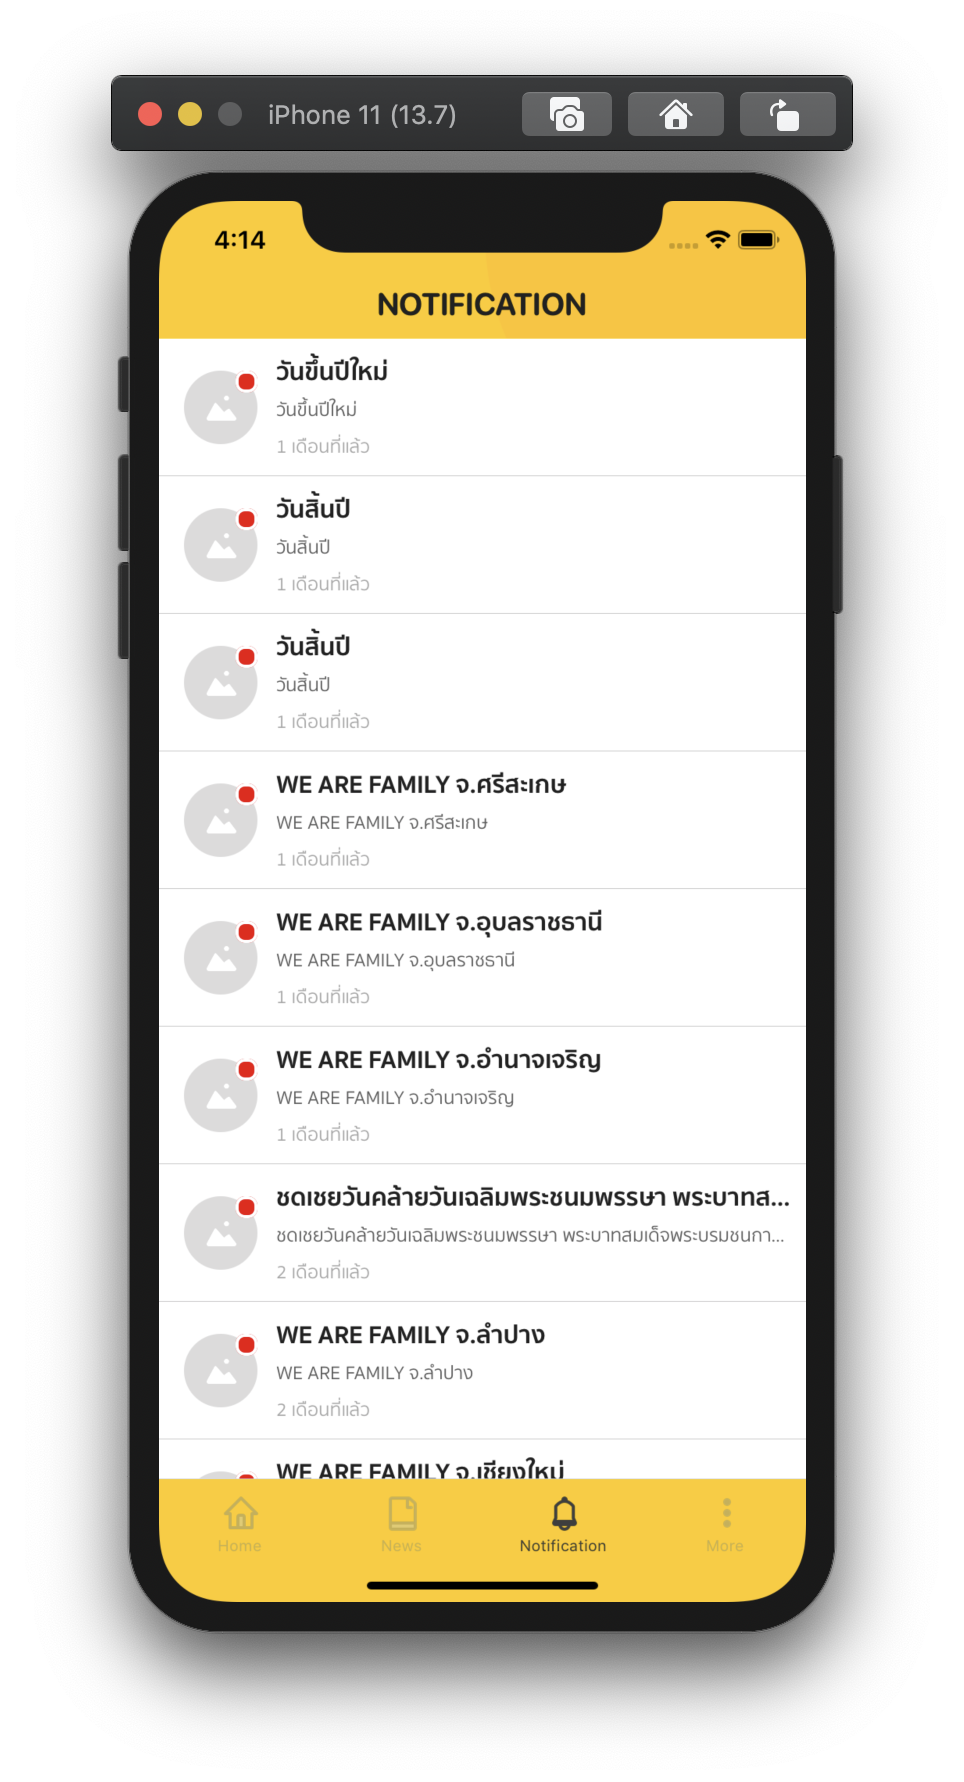 iPhone 11 (13.7)
4:14
NOTIFICATION
วันขึ้นปีใหม่
วันขึ้นปีใหม่
1 เดือนที่แล้ว
วันสิ้นปี
วันสิ้นปี
1 เดือนที่แล้ว
วันสิ้นปี
วันสิ้นปี
1 เดือนที่แล้ว
WE ARE FAMILY จ.ศรีสะเกษ
WE ARE FAMILY จ.ศรีสะเกษ
1 เดือนที่แล้ว
WE ARE FAMILY จ.อุบลราชธานี
WE ARE FAMILY จ.อุบลราชธานี
1 เดือนที่แล้ว
WE ARE FAMILY จ.อำนาจเจริญ
WE ARE FAMILY จ.อำนาจเจริญ
1 เดือนที่แล้ว
ชดเชยวันคล้ายวันเฉลิมพระชนมพรรษา พระบาทส...
ชดเชยวันคล้ายวันเฉลิมพระชนมพรรษา พระบาทสมเด็จพระบรมชนกา...
2 เดือนที่แล้ว
WE ARE FAMILY จ.ลำปาง
WE ARE FAMILY จ.ลำปาง
2 เดือนที่แล้ว
WE ARE FAMILY จ.เชียงใหม่
Home News Notification More